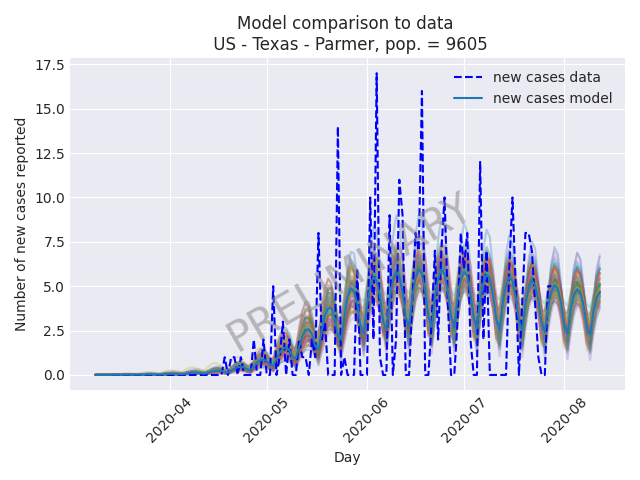 Model comparison to data
US - Texas - Parmer, pop. = 9605
17.5
15.0
12.5
10.0
7.5
5.0
2.5
0.0
Number of new cases reported
new cases data
new cases model
PRELIMINARY
2020-04
2020-05
2020-06
2020-07
2020-08
Day